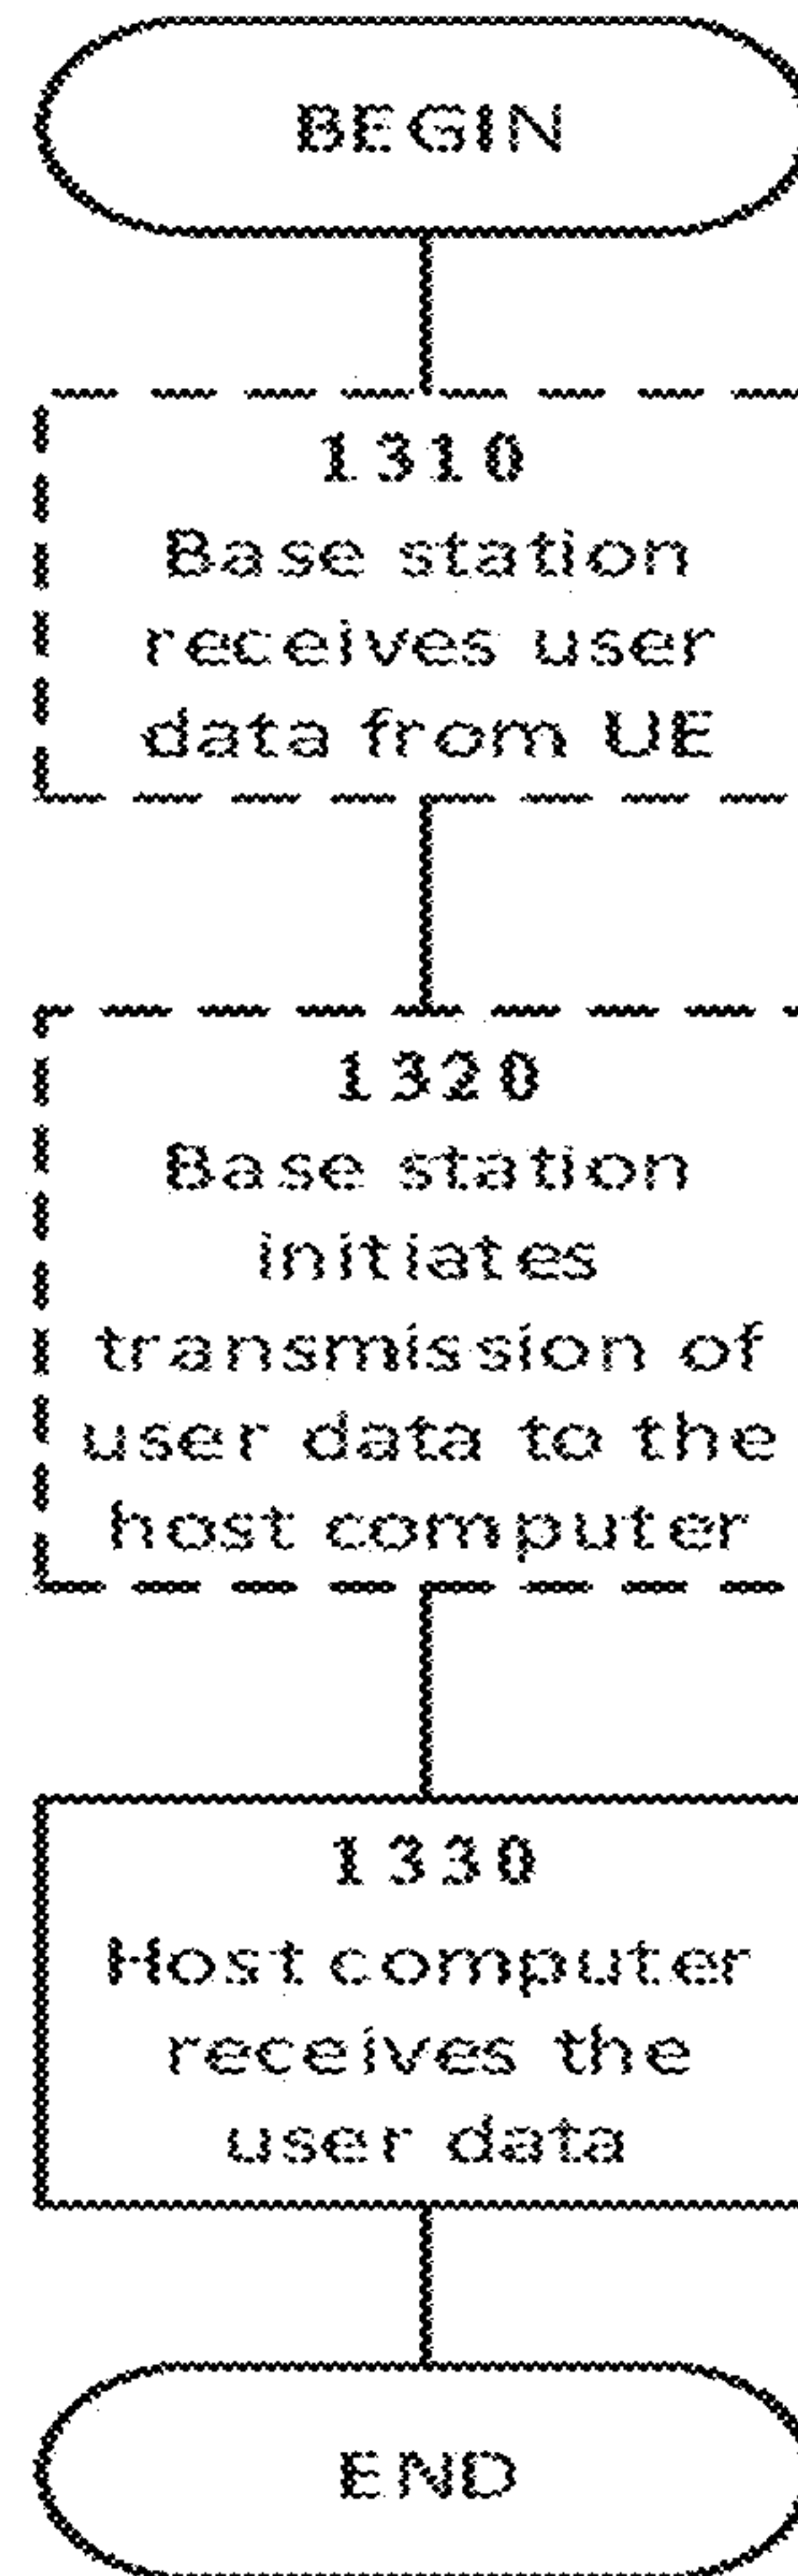 BEGIN
1310
Base station
receives user
data from UE
1320
Base station
initiates
transmission of
user data to the
host computer
1330
Host computer
receives the
user data
END